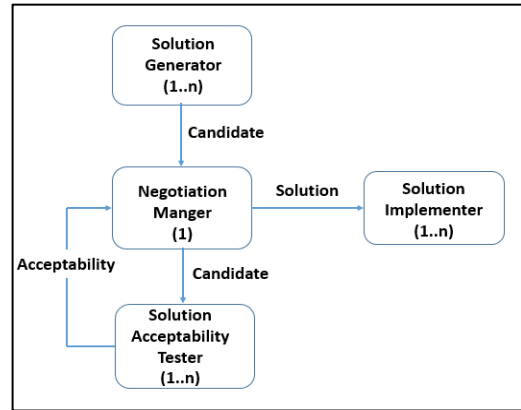 Solution
Generator
(1..n)
Candidate
Negotiation
Manger
(1)
Solution
Solution
Implementer
(1..n)
Acceptability
Candidate
Solution
Acceptability
Tester
(1..n)